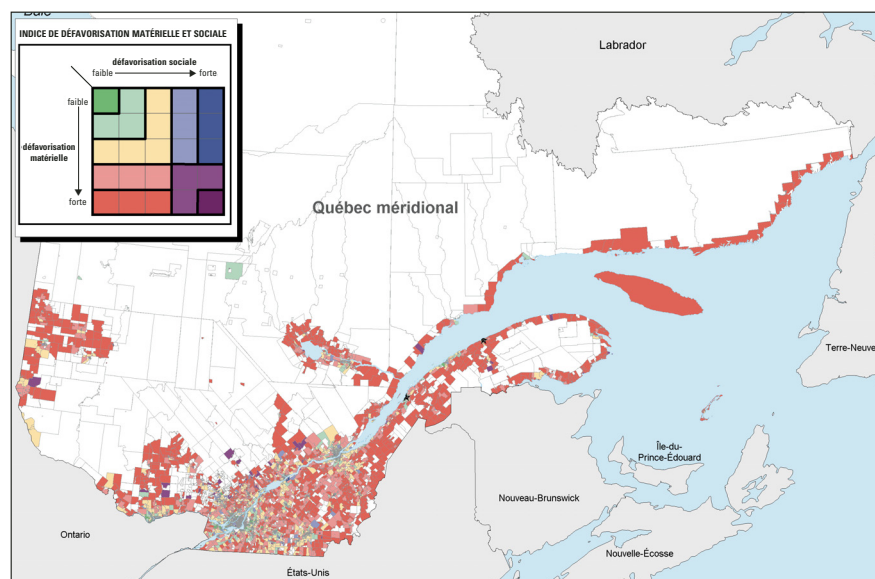 INDICE DE DÉFAVORISATION MATÉRIELLE ET SOCIALE
défavorisation sociale
faible
forte
faible
défavorisation
matérielle
forte
Labrador
Québec méridional
Terre-Neuve
Île-du-
Prince-Édouard
Nouveau-Brunswick
Ontario
Nouvelle-Écosse
États-Unis